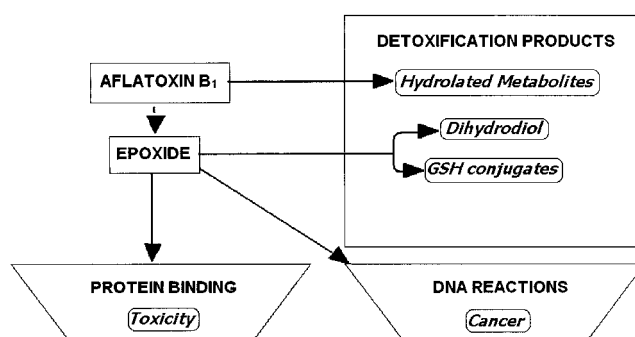 DETOXIFICATION PRODUCTS
AFLATOXIN B₁
Hydrolated Metabolites
Dihydrodiol
EPOXIDE
GSH conjugates
PROTEIN BINDING
Toxicity
DNA REACTIONS
Cancer